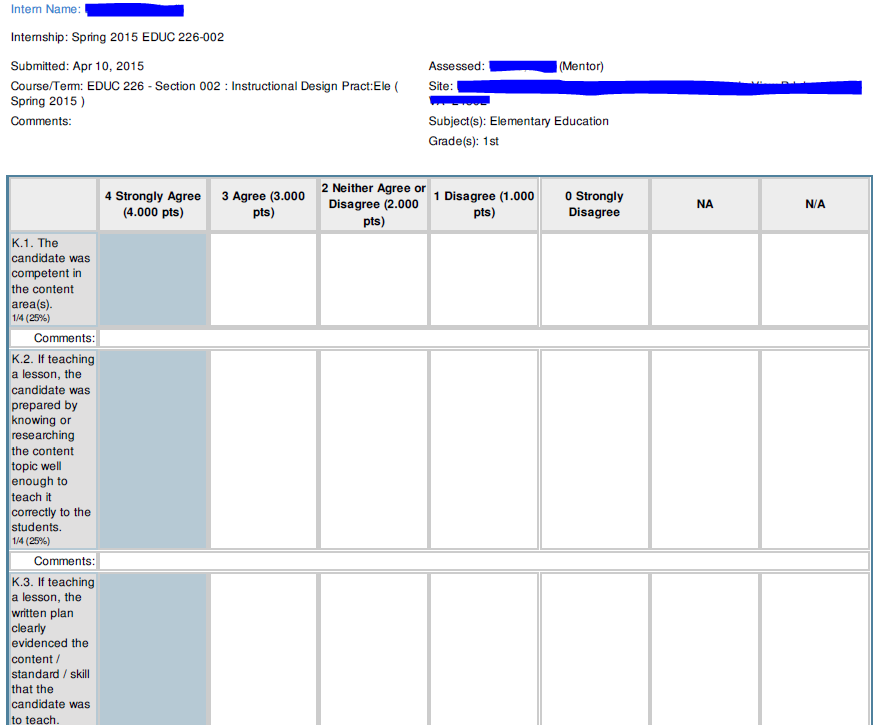 Intern Name:
Internship: Spring 2015 EDUC 226-002
Submitted: Apr 10, 2015
Assessed: (Mentor)
Course/Term: EDUC 226 - Section 002 : Instructional Design Pract:Ele (
Spring 2015 )
Site:
Comments:
Subject(s): Elementary Education
Grade(s): 1st
4 Strongly Agree
(4.000 pts)
3 Agree (3.000
pts)
2 Neither Agree or
Disagree (2.000
pts)
1 Disagree (1.000
pts)
0 Strongly
Disagree
NA
N/A
K.1. The
candidate was
competent in
the content
area(s).
1/4 (25%)
Comments:
K.2. If teaching
a lesson, the
candidate was
prepared by
knowing or
researching
the content
topic well
enough to
teach it
correctly to the
students.
1/4 (25%)
Comments:
K.3. If teaching
a lesson, the
written plan
clearly
evidenced the
content /
standard / skill
that the
candidate was
to teach.